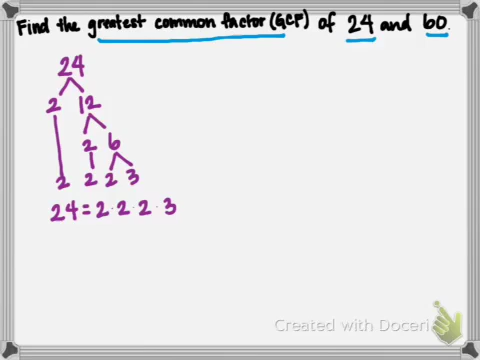 Find the greatest common factor (GCF) of 24 and 60.
24
2 12
2 6
2 2 2 3
24 = 2 · 2 · 2 · 3
Created with Doceri